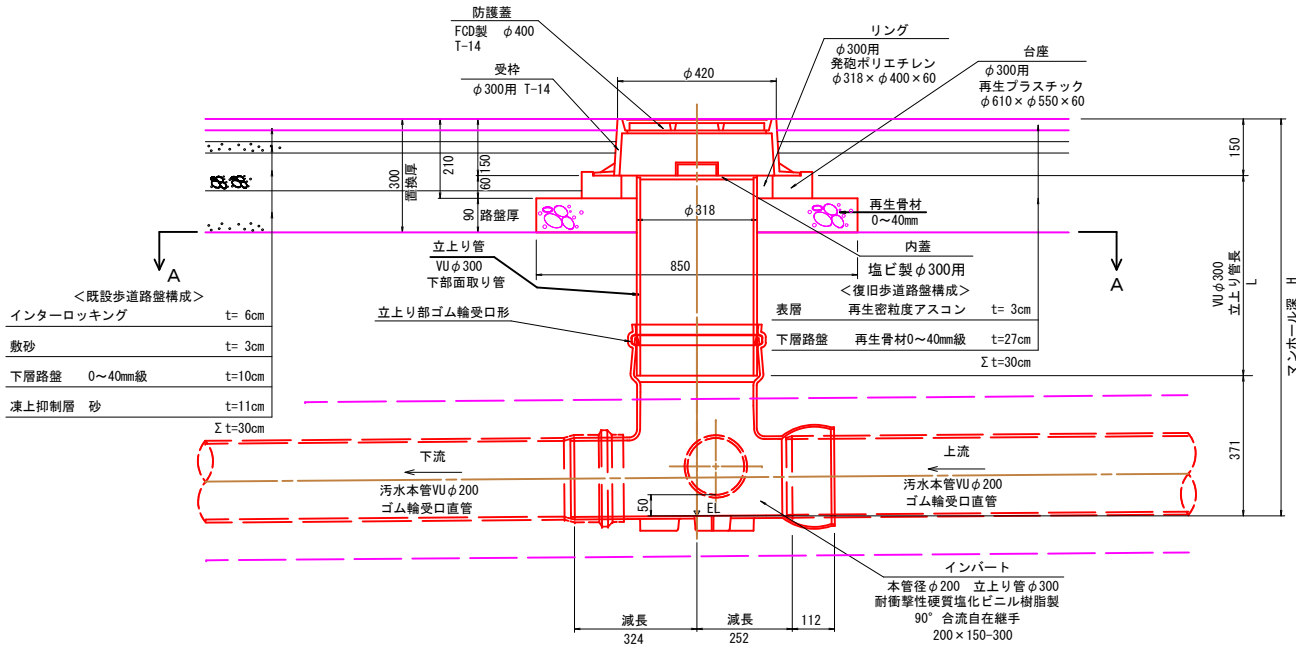 防護蓋
FCD製 φ400
T-14
受枠
φ300用 T-14
φ420
リング
φ300用
発砲ポリエチレン
φ318×φ400×60
台座
φ300用
再生プラスチック
φ610×φ550×60
300
置換厚
210
150
60
90
路盤厚
φ318
再生骨材
0～40mm
150
A
A
立上り管
VUφ300
下部面取り管
850
内蓋
塩ビ製φ300用
VUφ300
立上り管長
L
マンホール深 H
＜既設歩道路盤構成＞
インターロッキング t= 6cm
敷砂 t= 3cm
下層路盤 0～40mm級 t=10cm
凍上抑制層 砂 t=11cm
Σt=30cm
立上り部ゴム輪受口形
＜復旧歩道路盤構成＞
表層 再生密粒度アスコン t= 3cm
下層路盤 再生骨材0～40mm級 t=27cm
Σt=30cm
下流
汚水本管VUφ200
ゴム輪受口直管
50
EL
上流
汚水本管VUφ200
ゴム輪受口直管
371
インバート
本管径φ200 立上り管φ300
耐衝撃性硬質塩化ビニル樹脂製
90°合流自在継手
200×150-300
減長
324
減長
252
112